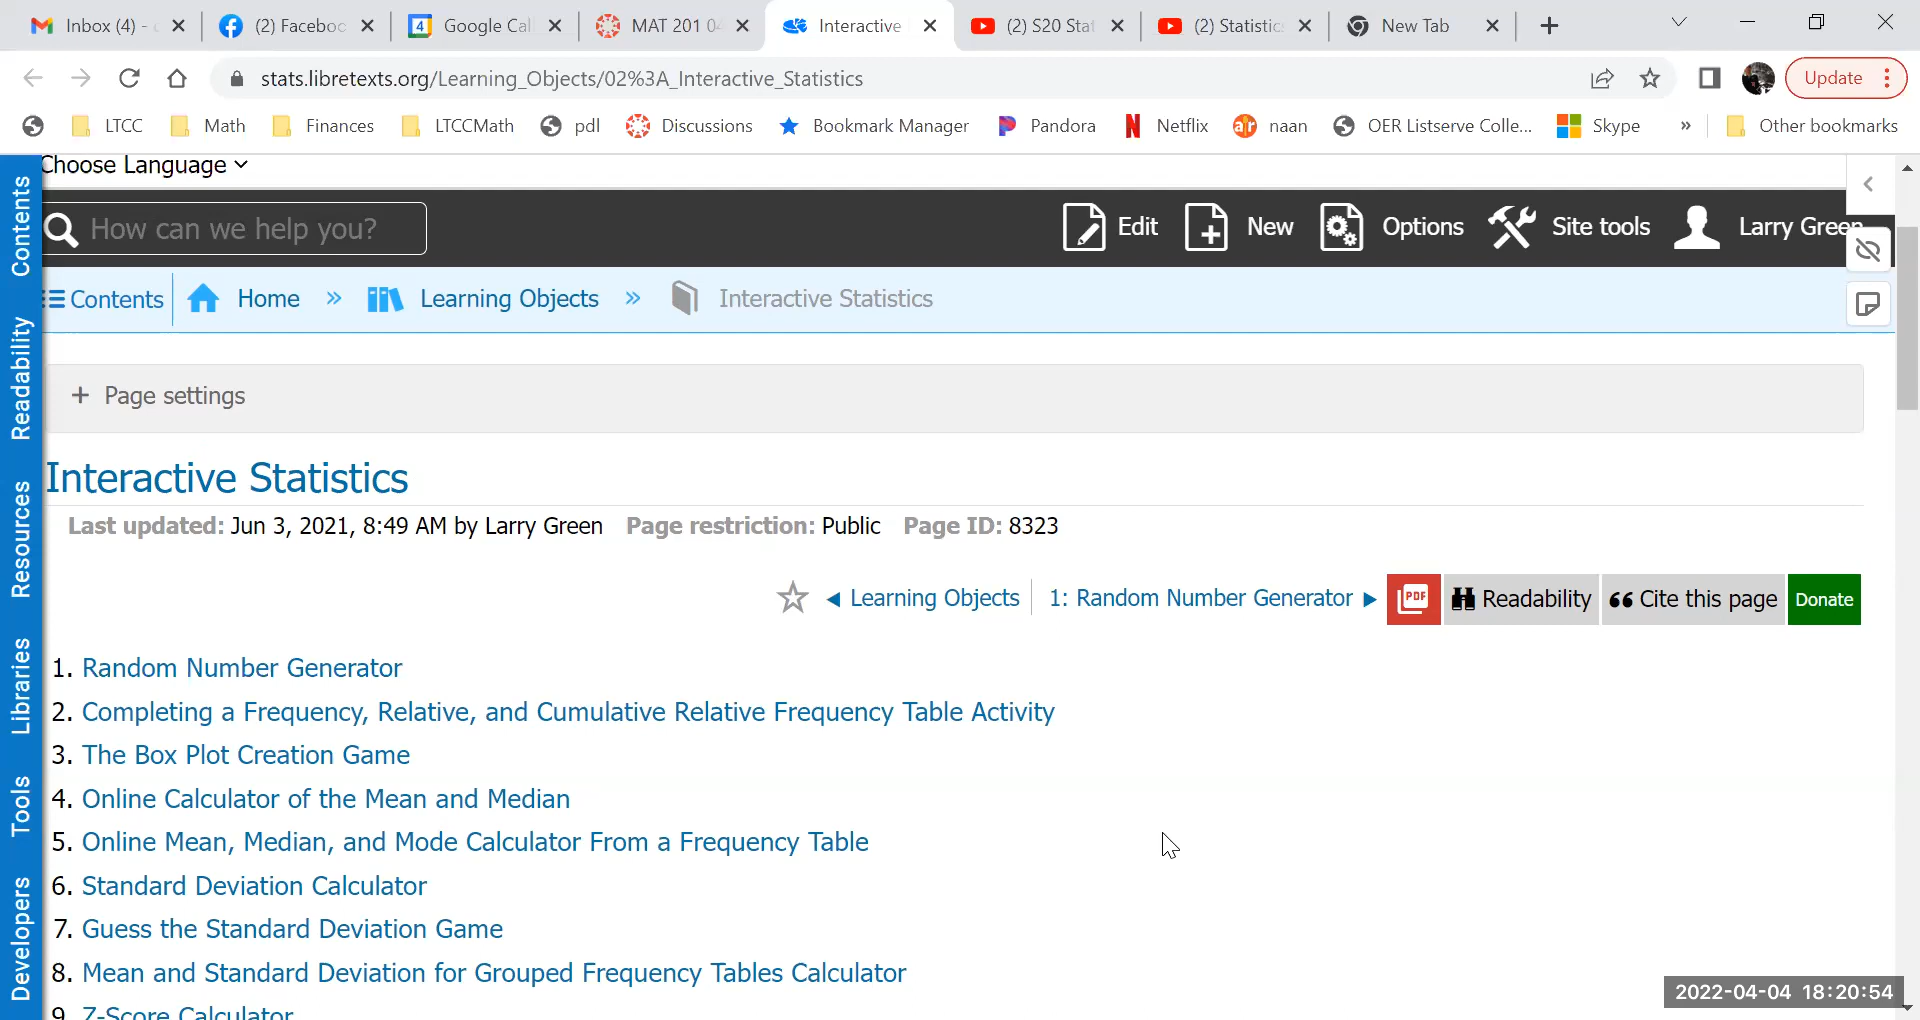 Inbox (4) -
(2) Faceboc
Google Cal
MAT 201 04
Interactive
(2) S20 Stat
(2) Statistic
New Tab
stats.libretexts.org/Learning_Objects/02%3A_Interactive_Statistics
Update
LTCC
Math
Finances
LTCCMath
pdl
Discussions
Bookmark Manager
Pandora
Netflix
naan
OER Listserve Colle...
Skype
»
Other bookmarks
Choose Language
How can we help you?
Edit
New
Options
Site tools
Larry Green
Contents
Home » Learning Objects » Interactive Statistics
+ Page settings
Interactive Statistics
Last updated: Jun 3, 2021, 8:49 AM by Larry Green Page restriction: Public Page ID: 8323
◄ Learning Objects
1: Random Number Generator ►
PDF
Readability
Cite this page
Donate
1. Random Number Generator
2. Completing a Frequency, Relative, and Cumulative Relative Frequency Table Activity
3. The Box Plot Creation Game
4. Online Calculator of the Mean and Median
5. Online Mean, Median, and Mode Calculator From a Frequency Table
6. Standard Deviation Calculator
7. Guess the Standard Deviation Game
8. Mean and Standard Deviation for Grouped Frequency Tables Calculator
9. Z-Score Calculator
Contents
Readability
Resources
Libraries
Tools
Developers
2022-04-04 18:20:54